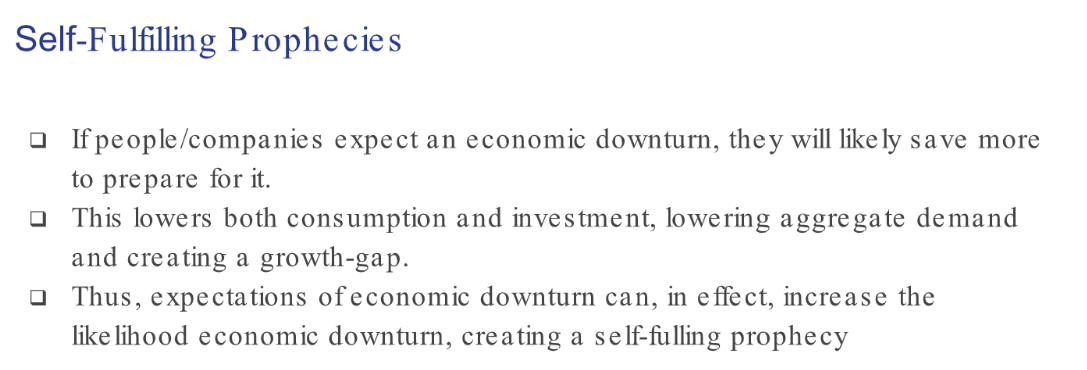 Self-Fulfilling Prophecies
❑ If people/companies expect an economic downturn, they will likely save more
to prepare for it.
❑ This lowers both consumption and investment, lowering aggregate demand
and creating a growth-gap.
❑ Thus, expectations of economic downturn can, in effect, increase the
likelihood economic downturn, creating a self-fulling prophecy